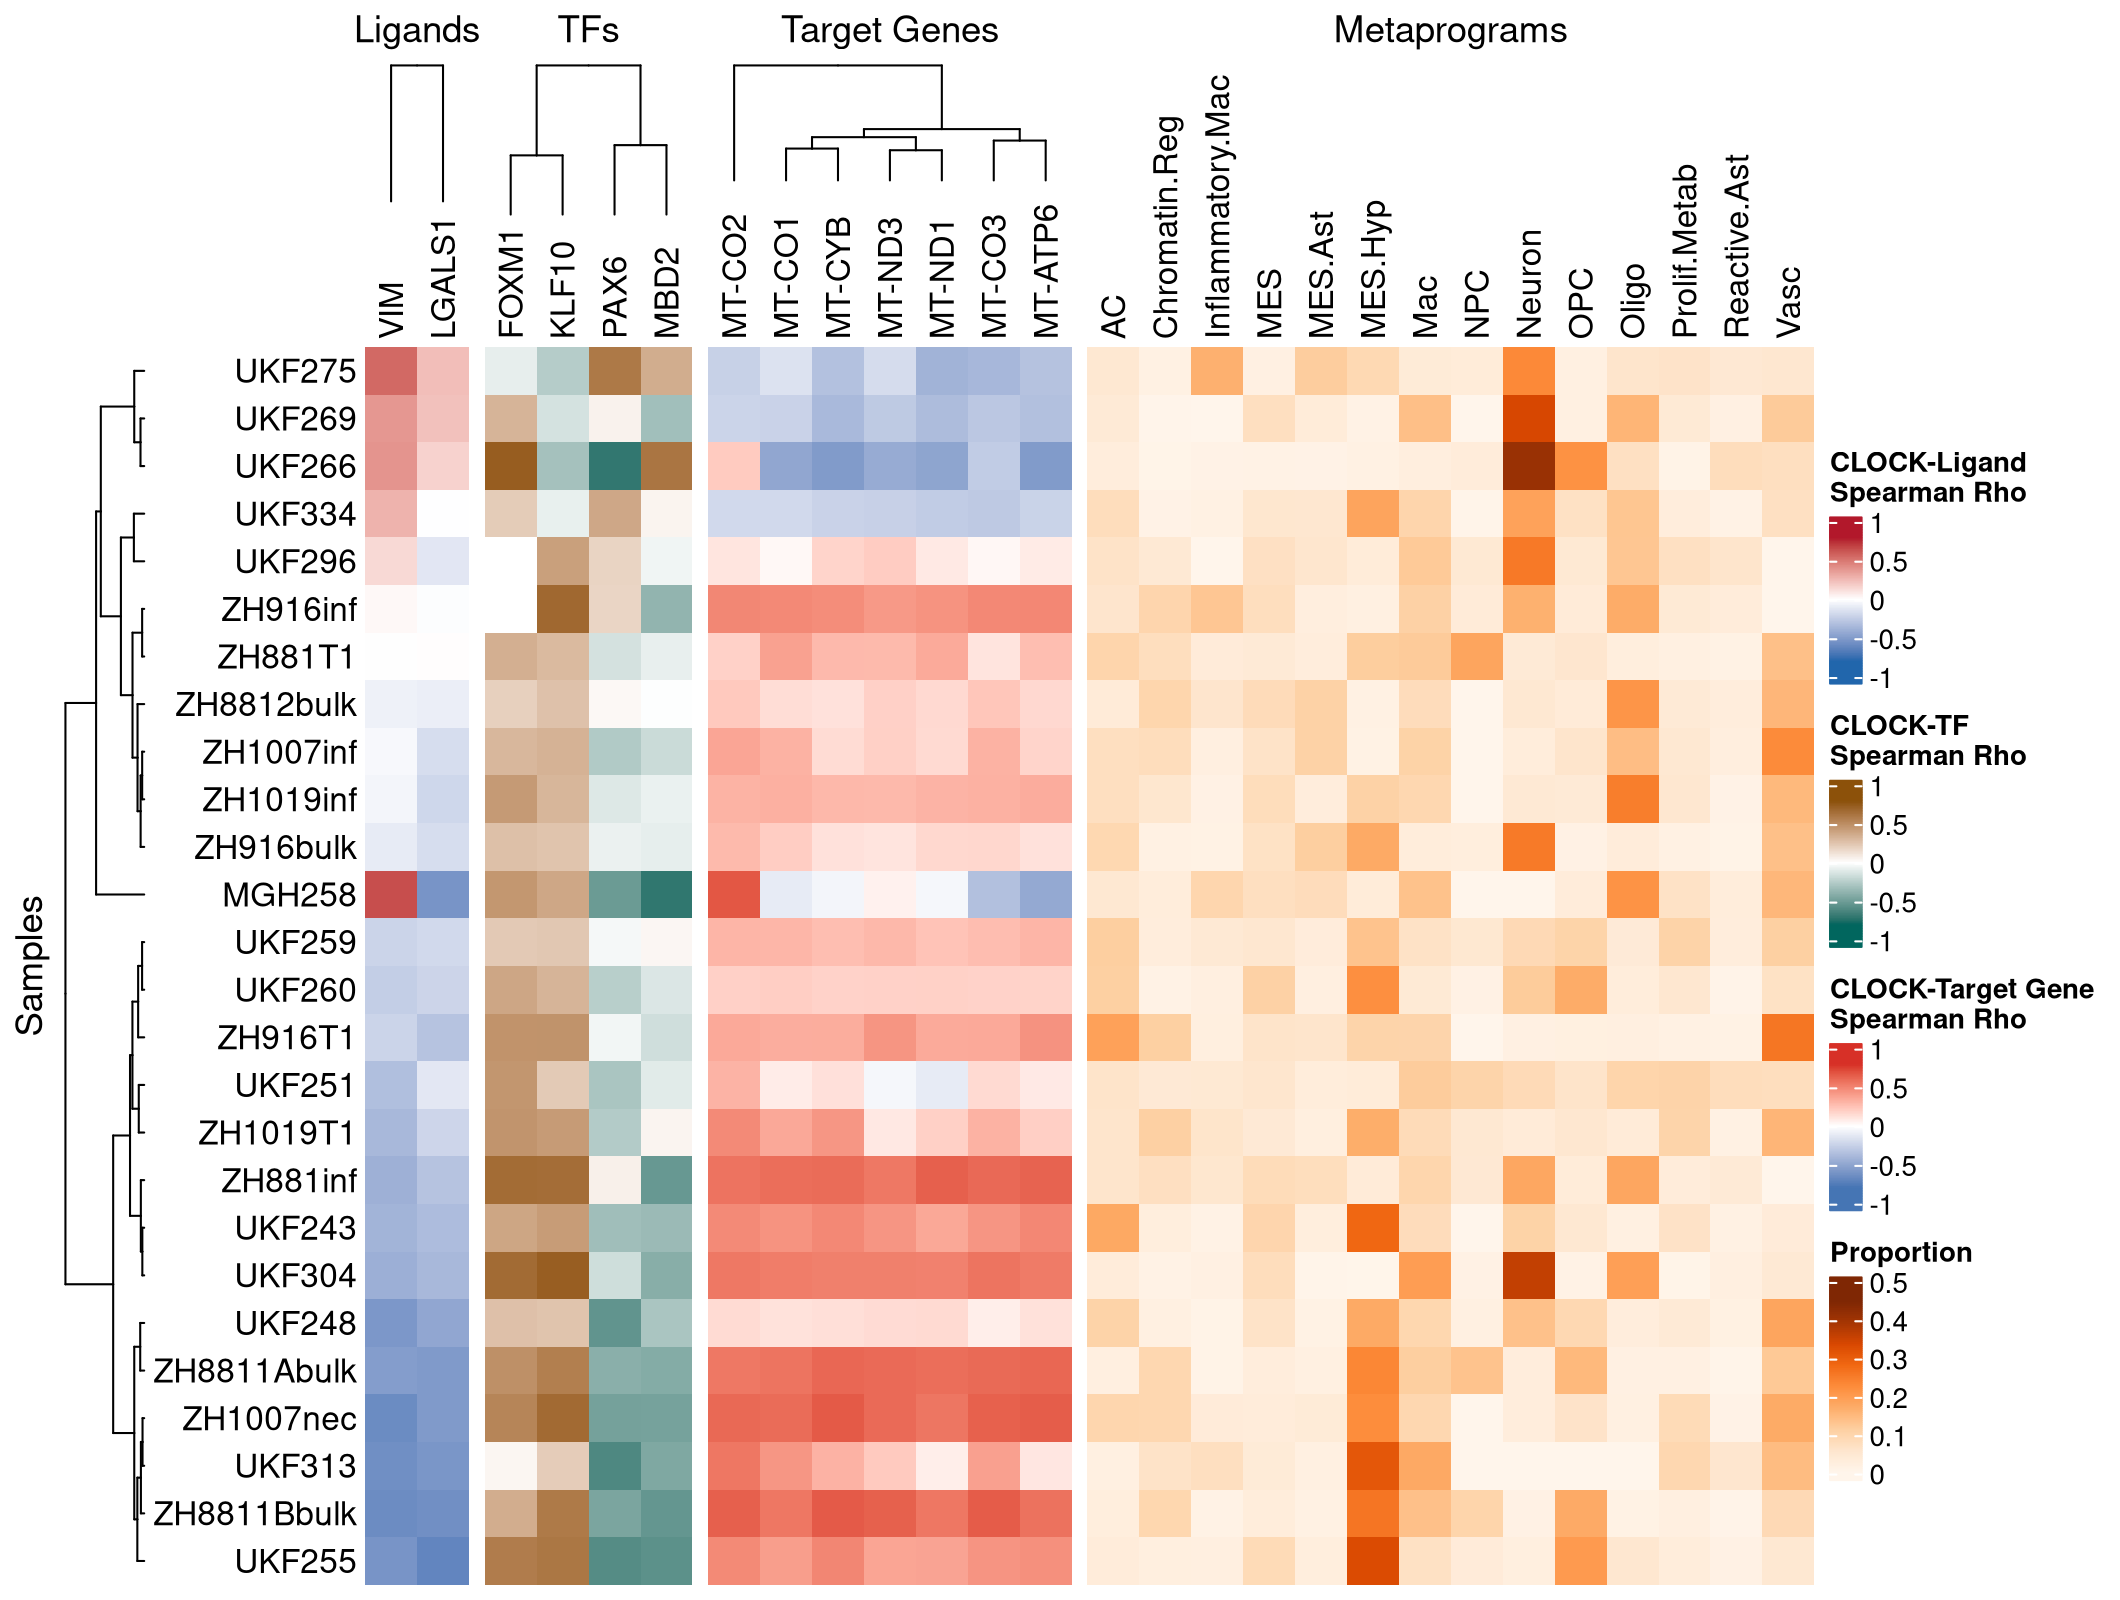 Ligands
TFs
Target Genes
Metaprograms
VIM
LGALS1
FOXM1
KLF10
PAX6
MBD2
MT-CO2
MT-CO1
MT-CYB
MT-ND3
MT-ND1
MT-CO3
MT-ATP6
AC
Chromatin.Reg
Inflammatory.Mac
MES
MES.Ast
MES.Hyp
Mac
NPC
Neuron
OPC
Oligo
Prolif.Metab
Reactive.Ast
Vasc
Samples
UKF275
UKF269
UKF266
UKF334
UKF296
ZH916inf
ZH881T1
ZH8812bulk
ZH1007inf
ZH1019inf
ZH916bulk
MGH258
UKF259
UKF260
ZH916T1
UKF251
ZH1019T1
ZH881inf
UKF243
UKF304
UKF248
ZH8811Abulk
ZH1007nec
UKF313
ZH8811Bbulk
UKF255
CLOCK-Ligand
Spearman Rho
1
0.5
0
-0.5
-1
CLOCK-TF
Spearman Rho
1
0.5
0
-0.5
-1
CLOCK-Target Gene
Spearman Rho
1
0.5
0
-0.5
-1
Proportion
0.5
0.4
0.3
0.2
0.1
0